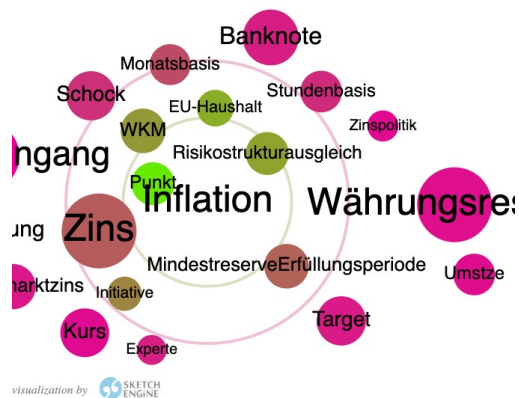 Banknote
Monatsbasis
Schock
Stundenbasis
EU-Haushalt
WKM
Zinspolitik
ngang
Risikostrukturausgleich
Punkt
Inflation
Währungsres
ung
Zins
MindestreserveErfüllungsperiode
Umstze
arktzins
Initiative
Target
Kurs
Experte
visualization by SKETCH
ENGINE